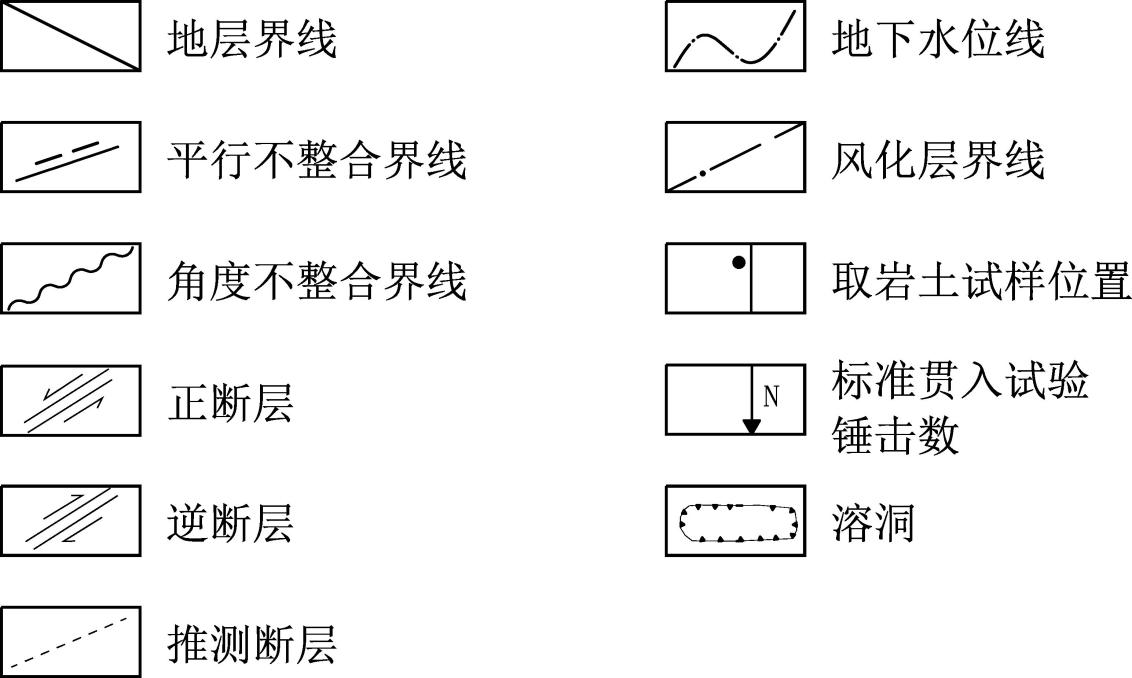 地层界线
平行不整合界线
角度不整合界线
正断层
逆断层
推测断层
地下水位线
风化层界线
取岩土试样位置
N
标准贯入试验
锤击数
溶洞